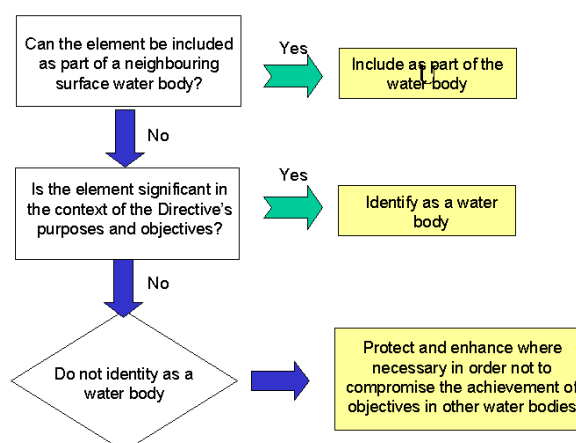 Can the element be included
as part of a neighbouring
surface water body?
Yes
Include as part of the
water body
No
Is the element significant in
the context of the Directive's
purposes and objectives?
Yes
Identify as a water
body
No
Do not identity as a
water body
Protect and enhance where
necessary in order not to
compromise the achievement of
objectives in other water bodies